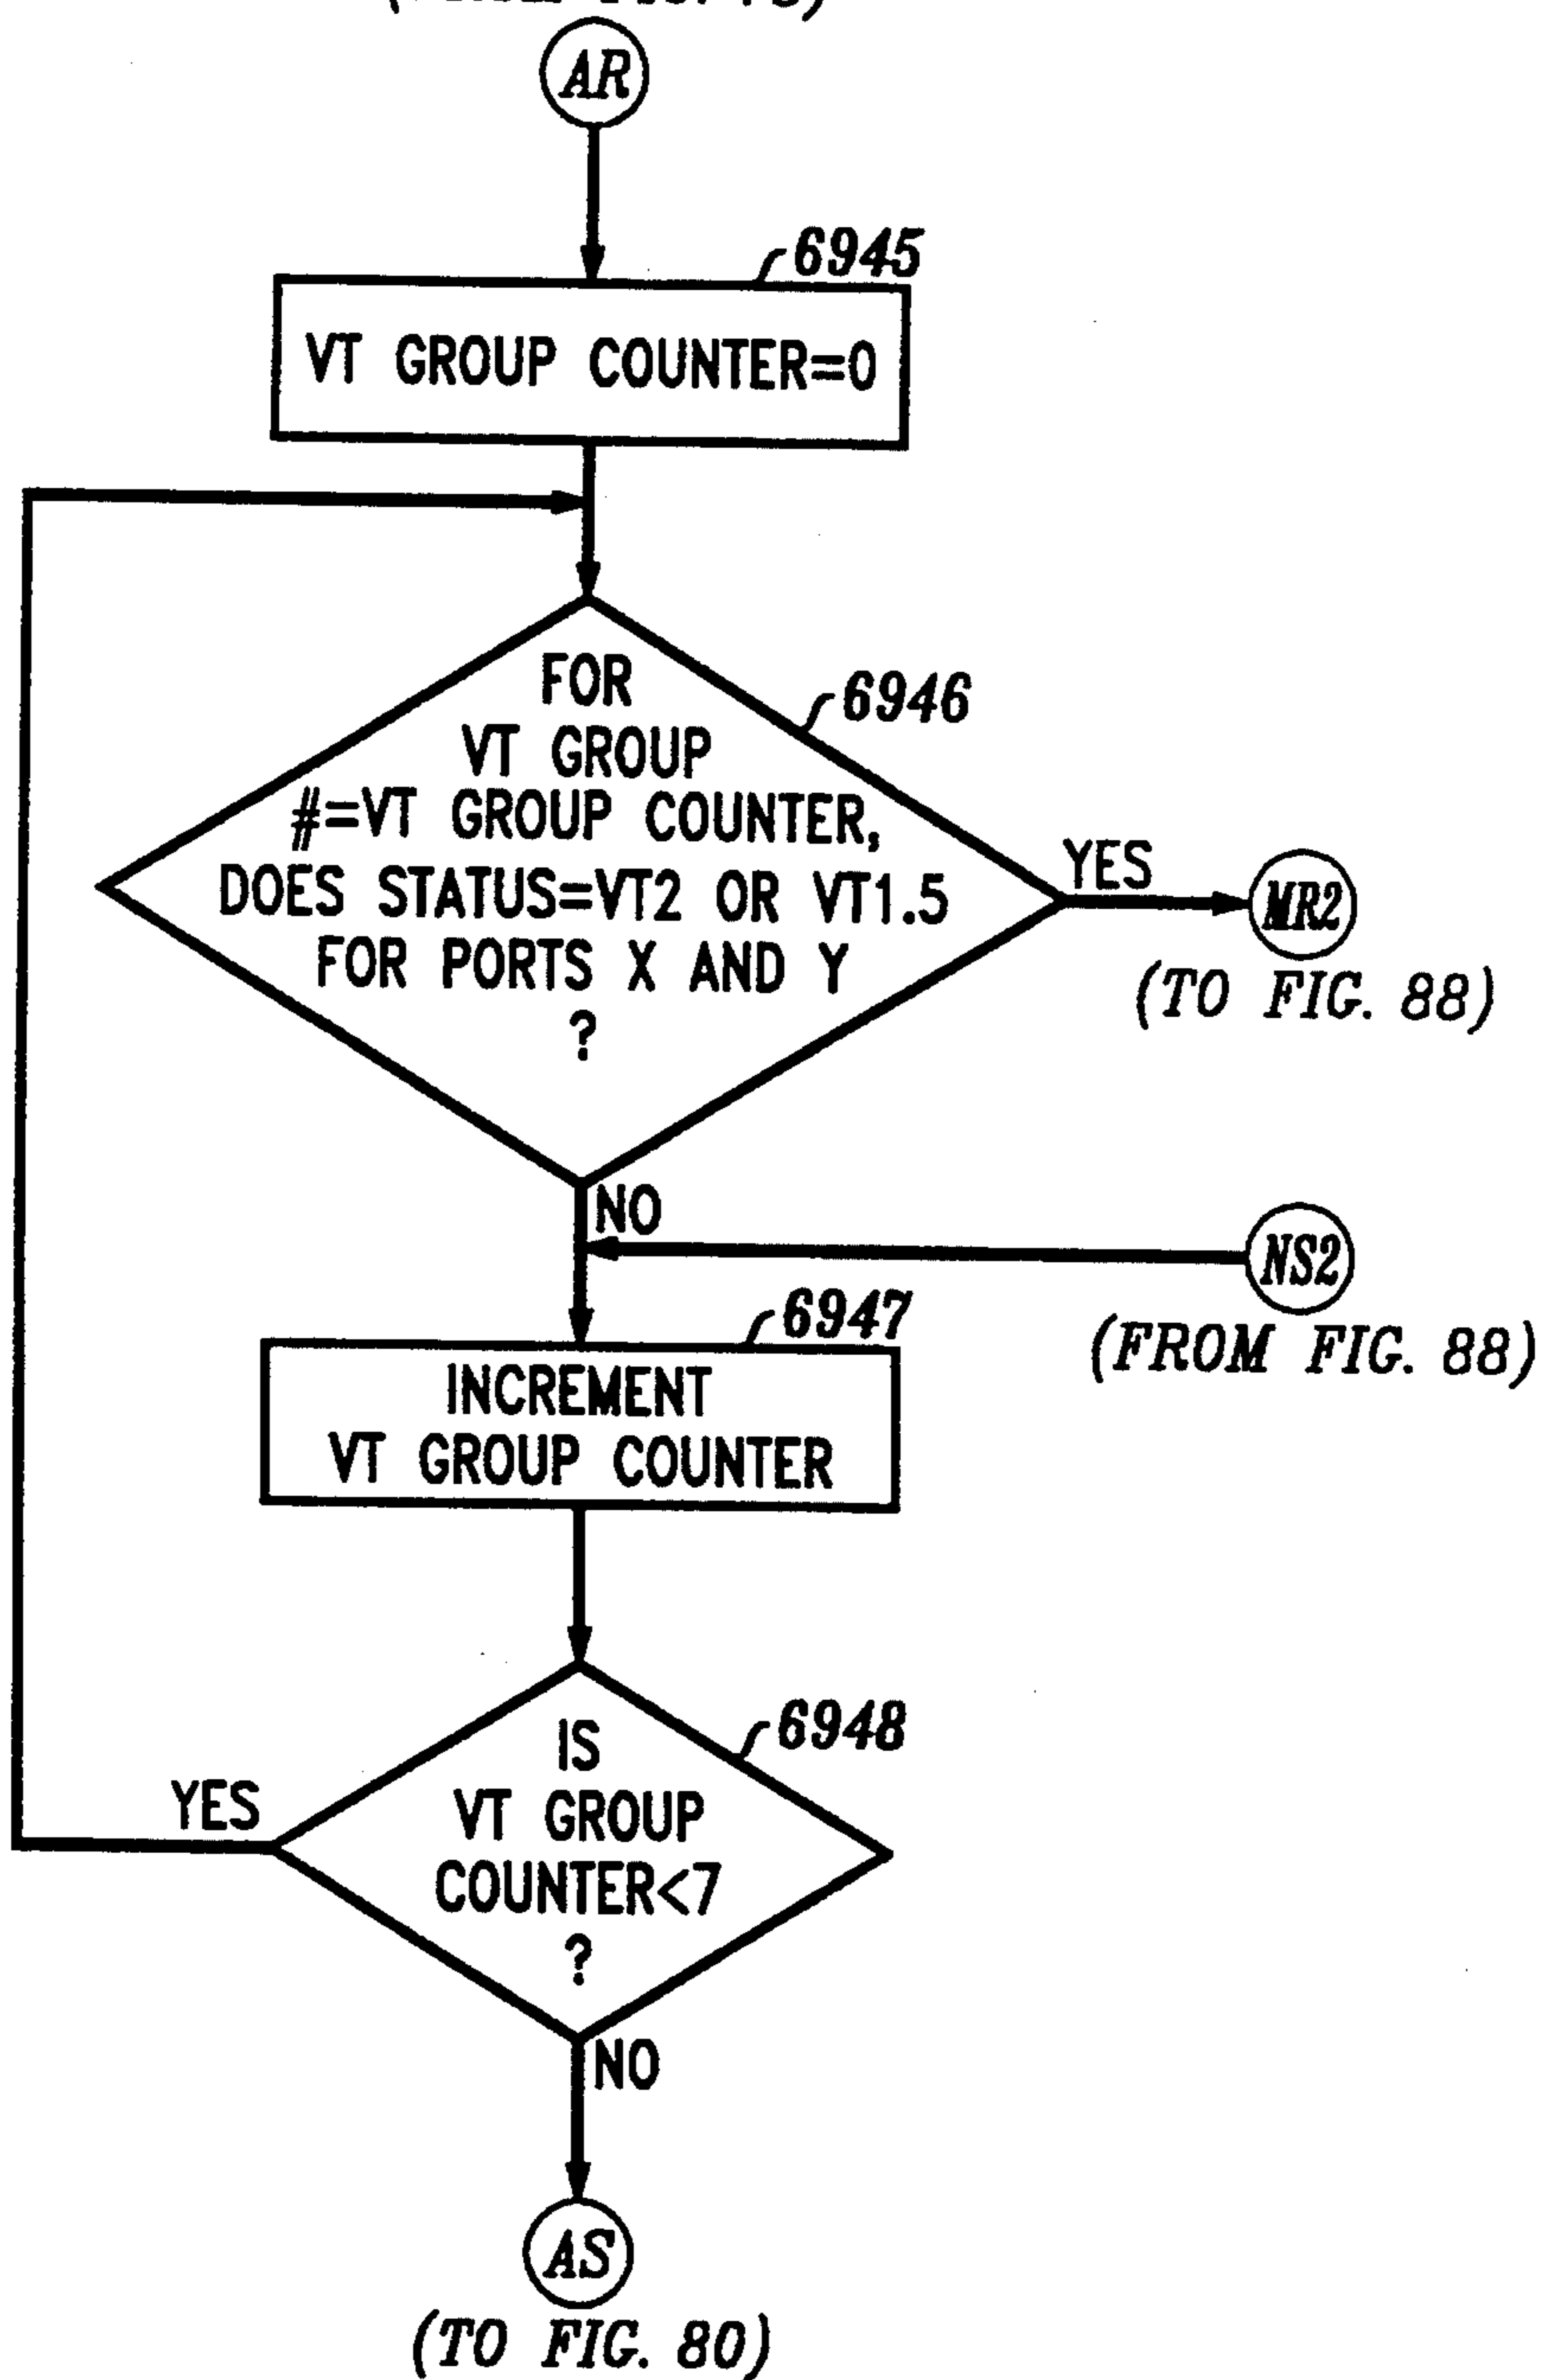 AR
6945
VT GROUP COUNTER=0
FOR
VT GROUP
#=VT GROUP COUNTER,
DOES STATUS=VT2 OR VT1.5
FOR PORTS X AND Y
?
6946
YES
MR2
(TO FIG. 88)
NO
NS2
(FROM FIG. 88)
6947
INCREMENT
VT GROUP COUNTER
6948
IS
VT GROUP
COUNTER<7
?
YES
NO
AS
(TO FIG. 80)